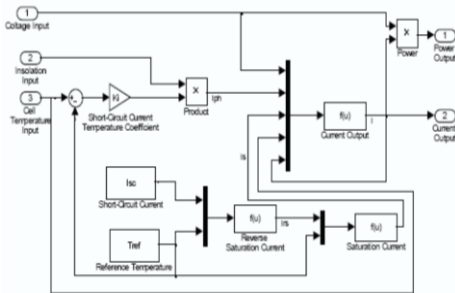 1
Coltage Input
2
Insolation
Input
3
Cell
Temperature
Input
Ki
Short-Circuit Current
Temperature Coefficient
X
Product
Iph
X
Power
1
Power
Output
f(u)
Current Output
I
2
Current
Output
Is
Isc
Short-Circuit Current
Tref
Reference Temperature
f(u)
Reverse
Saturation Current
Irs
f(u)
Saturation Current